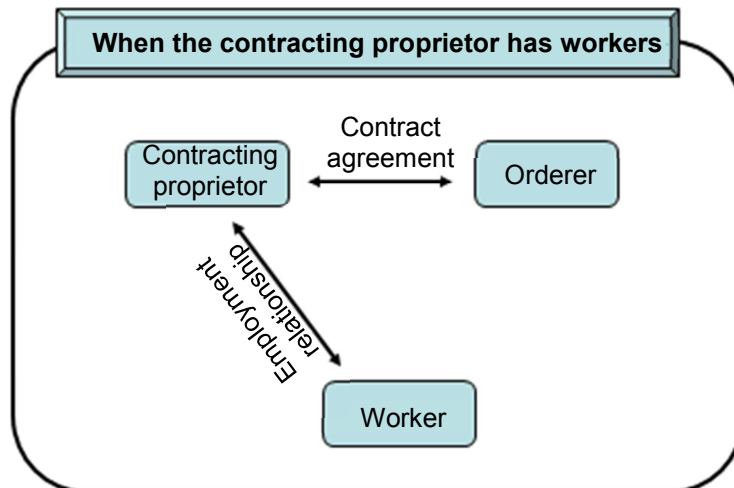 When the contracting proprietor has workers
Contract
agreement
Contracting
proprietor
Orderer
Employment
relationship
Worker